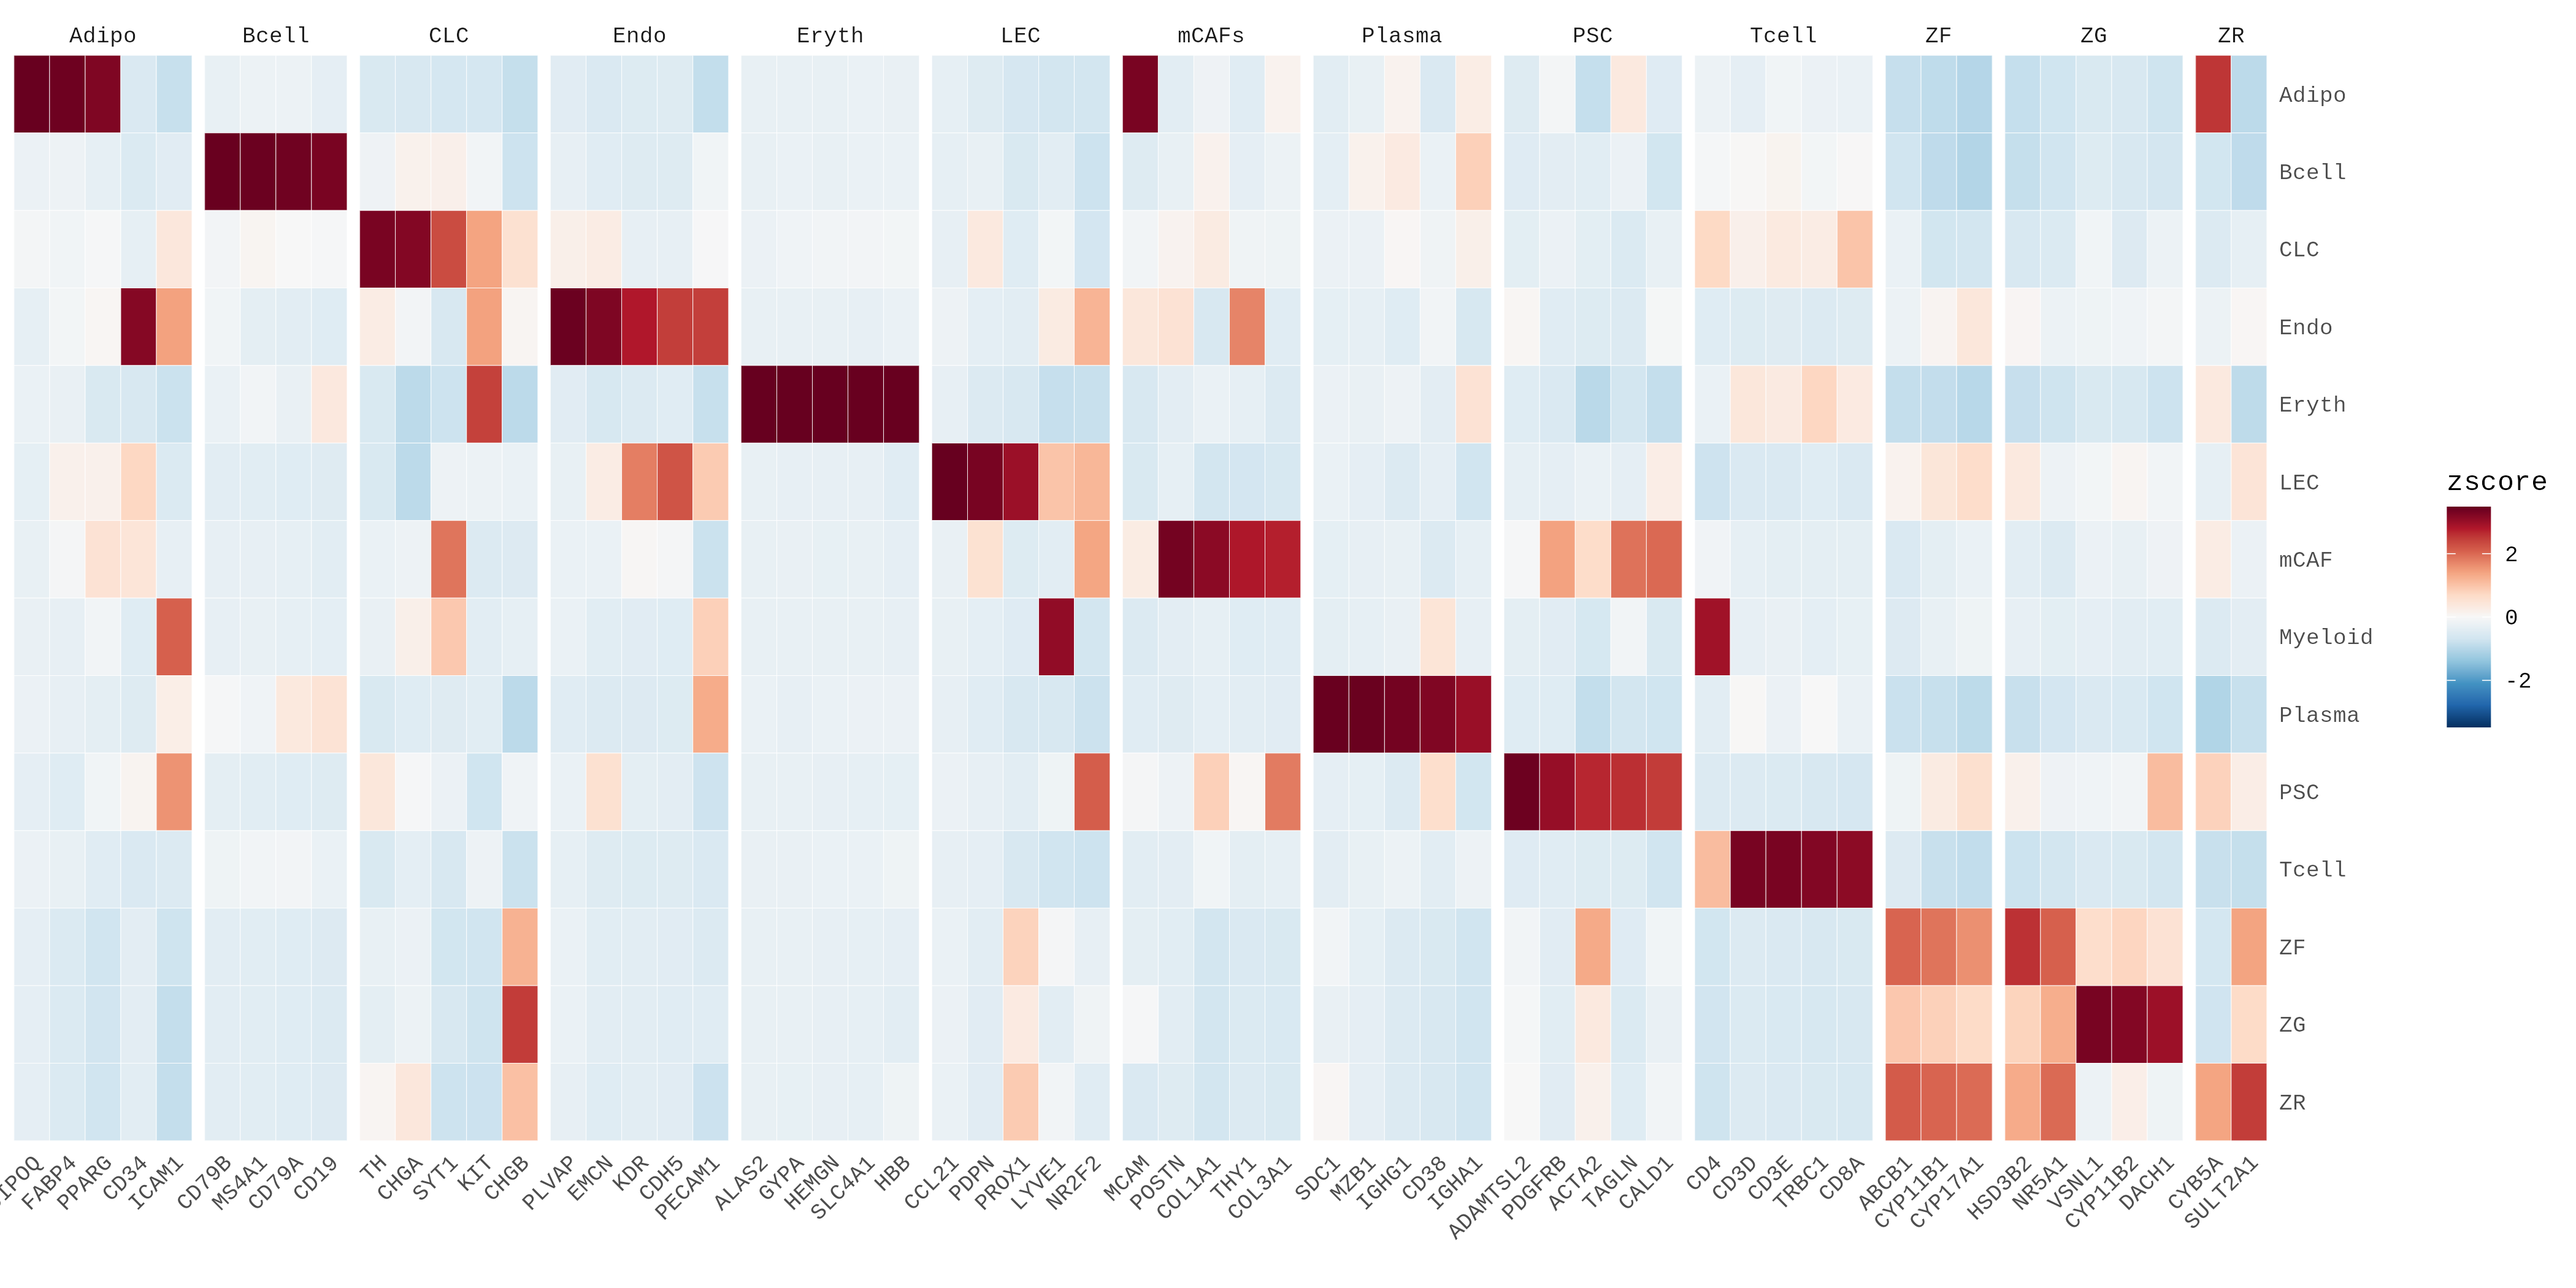 Adipo Bcell CLC Endo Eryth LEC mCAFs Plasma PSC Tcell ZF ZG ZR
Adipo
Bcell
CLC
Endo
Eryth
LEC
mCAF
Myeloid
Plasma
PSC
Tcell
ZF
ZG
ZR
zscore
2
0
-2
IPOQ
FABP4
PPARG
CD34
ICAM1
CD79B
MS4A1
CD79A
CD19
TH
CHGA
SYT1
KIT
CHGB
PLVAP
EMCN
KDR
CDH5
PECAM1
ALAS2
GYPA
HEMGN
SLC4A1
HBB
CCL21
PDPN
PROX1
LYVE1
NR2F2
MCAM
POSTN
COL1A1
THY1
COL3A1
SDC1
MZB1
IGHG1
CD38
IGHA1
ADAMTSL2
PDGFRB
ACTA2
TAGLN
CALD1
CD4
CD3D
CD3E
TRBC1
CD8A
ABCB1
CYP11B1
CYP17A1
HSD3B2
NR5A1
VSNL1
CYP11B2
DACH1
CYB5A
SULT2A1